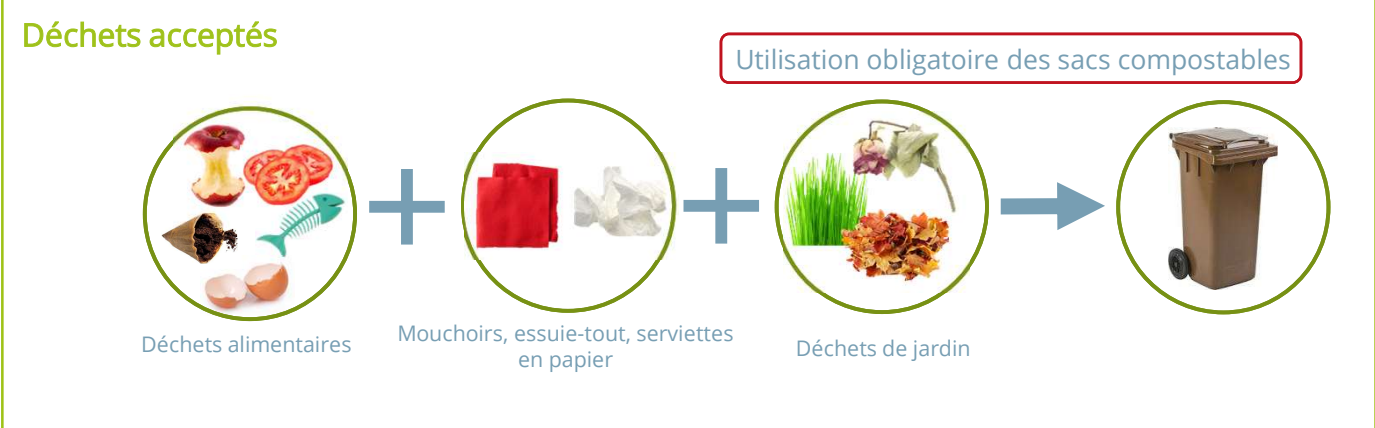 Déchets acceptés
Utilisation obligatoire des sacs compostables
Déchets alimentaires
Mouchoirs, essuie-tout, serviettes
en papier
Déchets de jardin